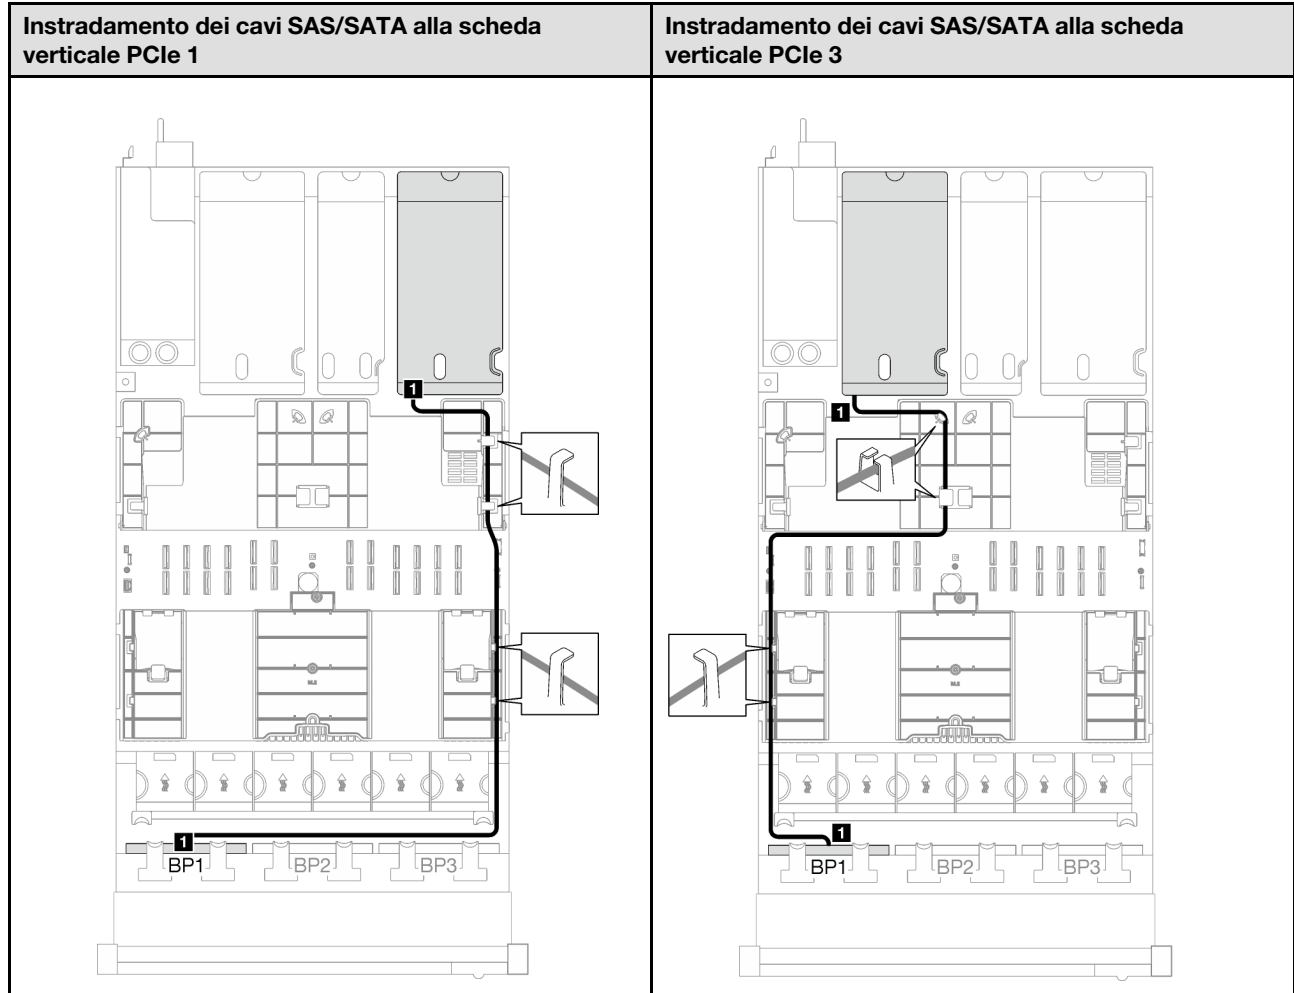 Instradamento dei cavi SAS/SATA alla scheda
verticale PCIe 1
Instradamento dei cavi SAS/SATA alla scheda
verticale PCIe 3
1
1
BP1
BP2
BP3
1
1
BP1
BP2
BP3